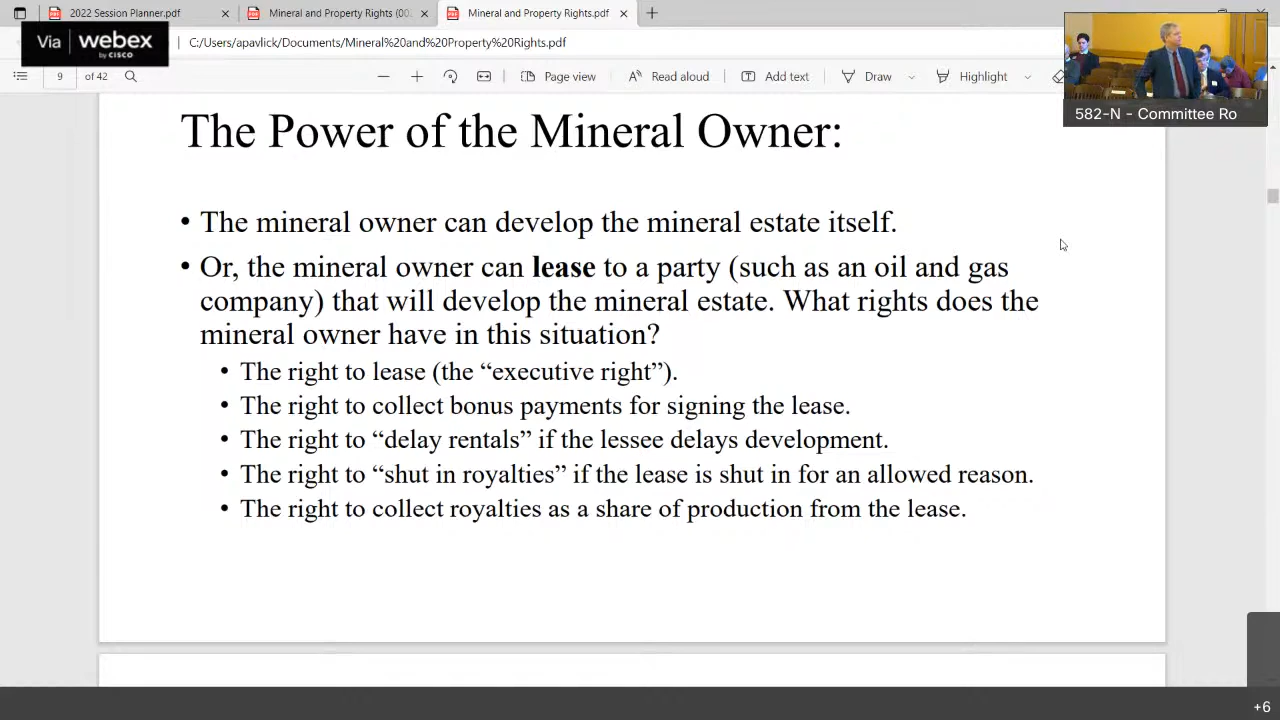 2022 Session Planner.pdf
Mineral and Property Rights (00.
Mineral and Property Rights.pdf
Via webex
by CISCO
C:/Users/apavlick/Documents/Mineral%20and%20Property%20Rights.pdf
9 of 42
Page view
Read aloud
Add text
Draw
Highlight
582-N - Committee Ro
The Power of the Mineral Owner:
• The mineral owner can develop the mineral estate itself.
• Or, the mineral owner can lease to a party (such as an oil and gas
company) that will develop the mineral estate. What rights does the
mineral owner have in this situation?
• The right to lease (the “executive right”).
• The right to collect bonus payments for signing the lease.
• The right to “delay rentals” if the lessee delays development.
• The right to “shut in royalties” if the lease is shut in for an allowed reason.
• The right to collect royalties as a share of production from the lease.
+6